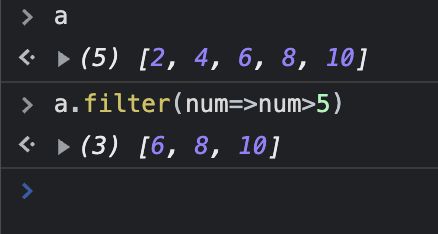 > a
<· ▶ (5) [2, 4, 6, 8, 10]
> a.filter(num=>num>5)
<· ▶ (3) [6, 8, 10]
>